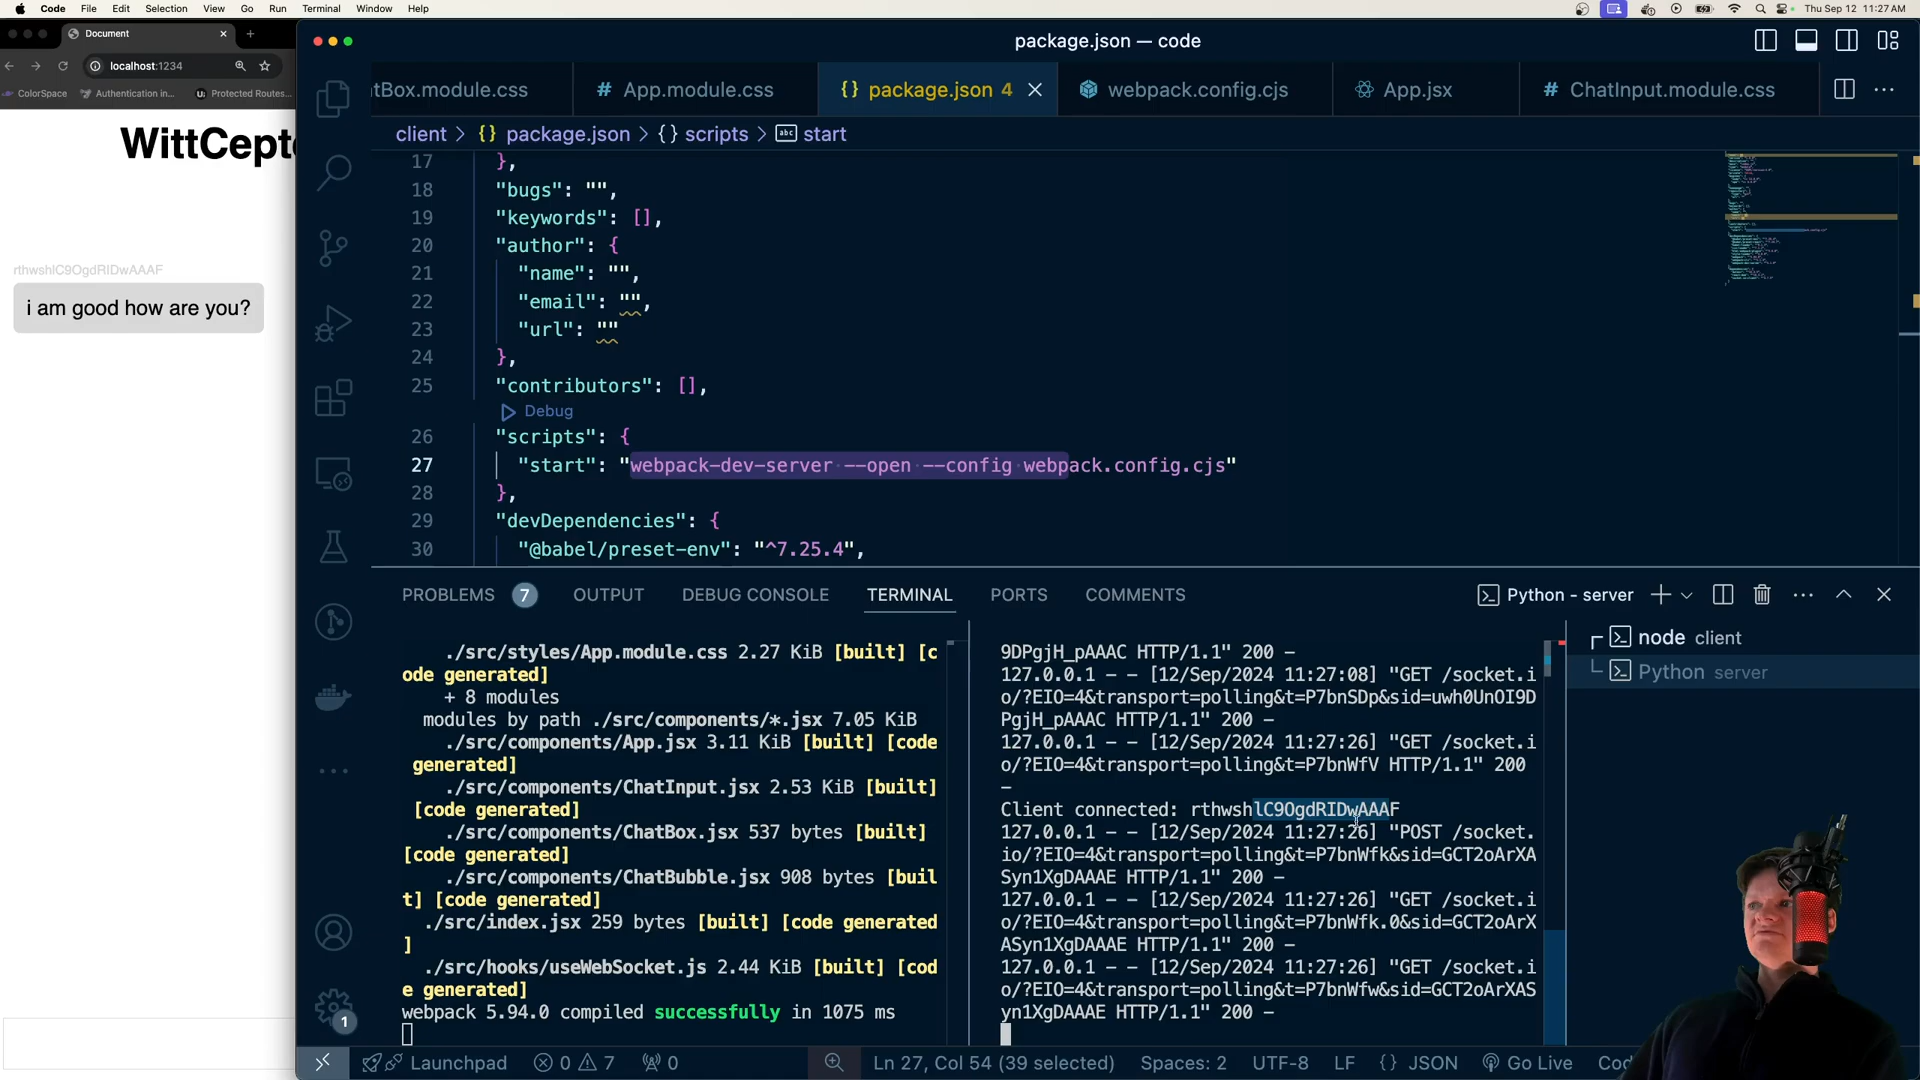 Code File Edit Selection View Go Run Terminal Window Help
Thu Sep 12 11:27 AM
Document
localhost:1234
ColorSpace Authentication in... Protected Routes...
WittCept
rthwshlC9OgdRIDwAAAF
i am good how are you?
package.json — code
tBox.module.css # App.module.css {} package.json 4 webpack.config.cjs App.jsx # ChatInput.module.css
client > {} package.json > {} scripts > abc start
17 },
18 "bugs": "",
19 "keywords": [],
20 "author": {
21 "name": "",
22 "email": "",
23 "url": ""
24 },
25 "contributors": [],
Debug
26 "scripts": {
27 "start": "webpack-dev-server --open --config webpack.config.cjs"
28 },
29 "devDependencies": {
30 "@babel/preset-env": "^7.25.4",
PROBLEMS 7 OUTPUT DEBUG CONSOLE TERMINAL PORTS COMMENTS
Python - server
./src/styles/App.module.css 2.27 KiB [built] [c
ode generated]
+ 8 modules
modules by path ./src/components/*.jsx 7.05 KiB
./src/components/App.jsx 3.11 KiB [built] [code
generated]
./src/components/ChatInput.jsx 2.53 KiB [built]
[code generated]
./src/components/ChatBox.jsx 537 bytes [built]
[code generated]
./src/components/ChatBubble.jsx 908 bytes [buil
t] [code generated]
./src/index.jsx 259 bytes [built] [code generated
]
./src/hooks/useWebSocket.js 2.44 KiB [built] [cod
e generated]
webpack 5.94.0 compiled successfully in 1075 ms
9DPgjH_pAAAC HTTP/1.1" 200 -
127.0.0.1 - - [12/Sep/2024 11:27:08] "GET /socket.i
o/?EIO=4&transport=polling&t=P7bnSDp&sid=uwh0UnOI9D
PgjH_pAAAC HTTP/1.1" 200 -
127.0.0.1 - - [12/Sep/2024 11:27:26] "GET /socket.i
o/?EIO=4&transport=polling&t=P7bnWfV HTTP/1.1" 200
-
Client connected: rthwshlC9OgdRIDwAAAF
127.0.0.1 - - [12/Sep/2024 11:27:26] "POST /socket.
io/?EIO=4&transport=polling&t=P7bnWfk&sid=GCT2oArXA
Syn1XgDAAAE HTTP/1.1" 200 -
127.0.0.1 - - [12/Sep/2024 11:27:26] "GET /socket.i
o/?EIO=4&transport=polling&t=P7bnWfk.0&sid=GCT2oArX
ASyn1XgDAAAE HTTP/1.1" 200 -
127.0.0.1 - - [12/Sep/2024 11:27:26] "GET /socket.i
o/?EIO=4&transport=polling&t=P7bnWfw&sid=GCT2oArXAS
yn1XgDAAAE HTTP/1.1" 200 -
node client
Python server
1
Launchpad 0 7 0 Ln 27, Col 54 (39 selected) Spaces: 2 UTF-8 LF {} JSON Go Live